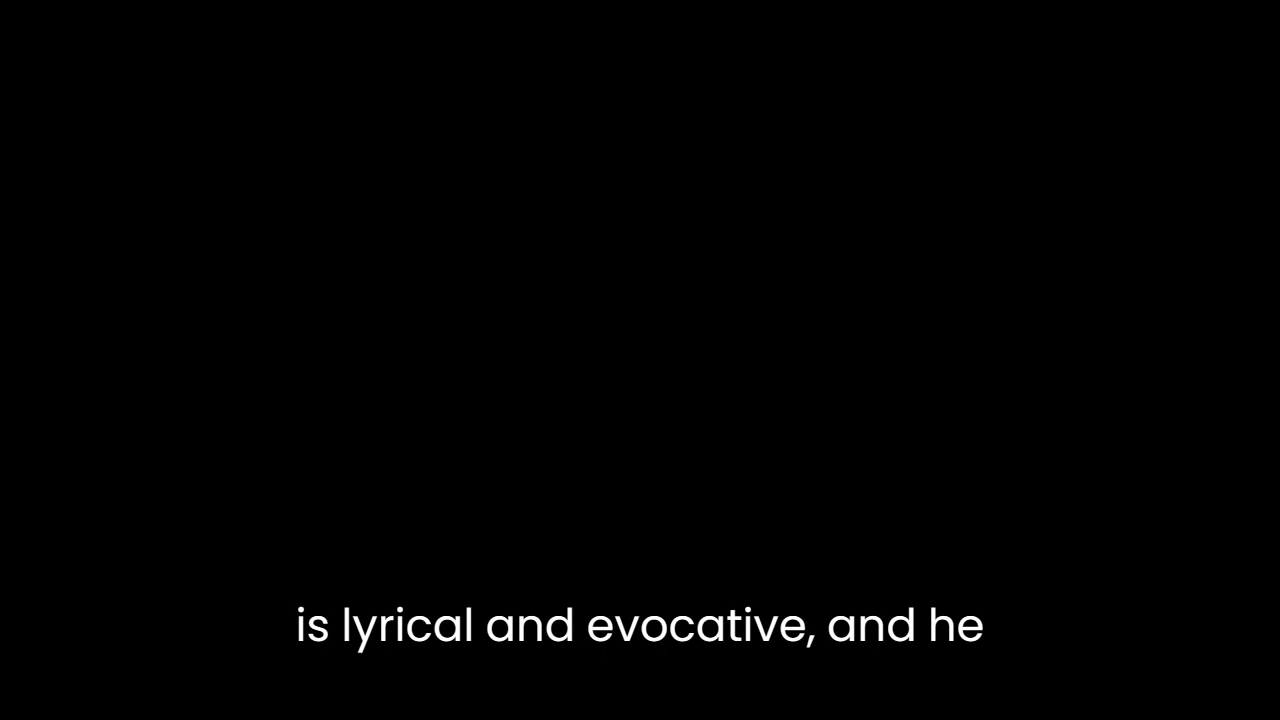 is lyrical and evocative, and he